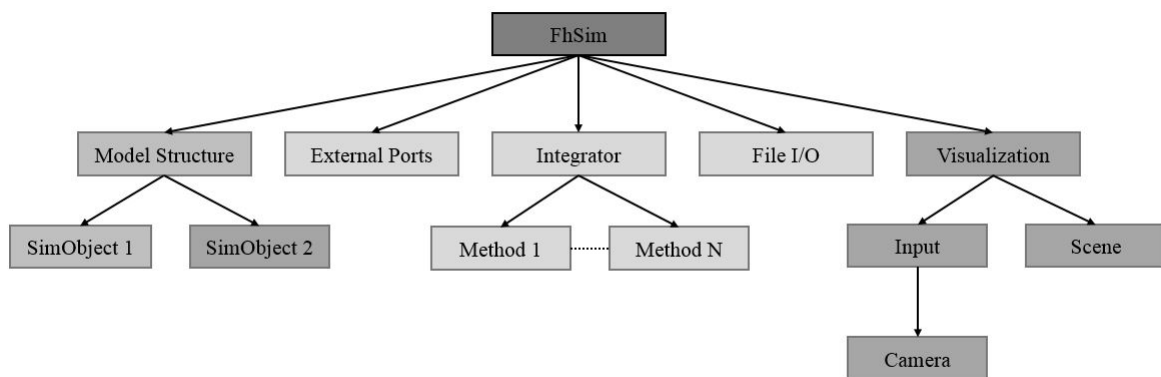 FhSim
Model Structure
External Ports
Integrator
File I/O
Visualization
SimObject 1
SimObject 2
Method 1
Method N
Input
Scene
Camera